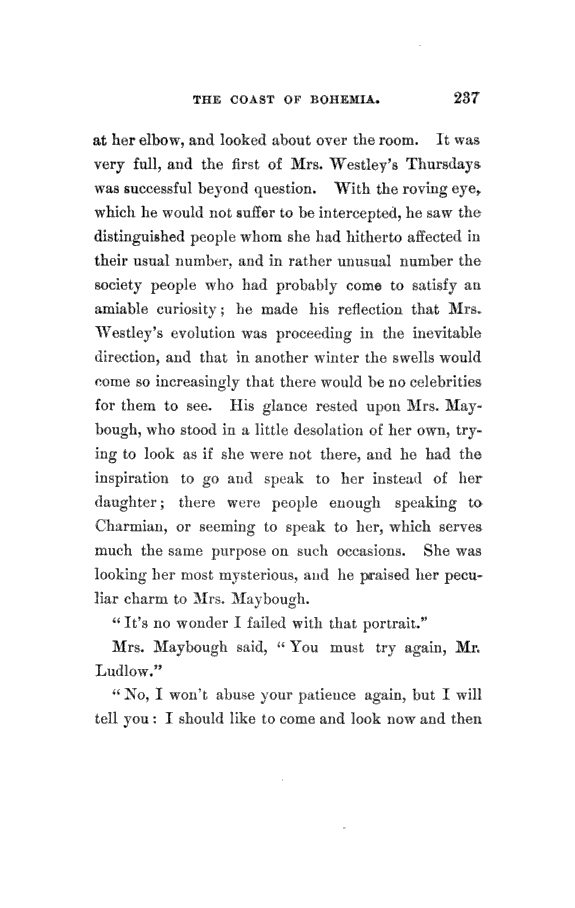 THE COAST OF BOHEMIA. 237
at her elbow, and looked about over the room. It was
very full, and the first of Mrs. Westley's Thursdays
was successful beyond question. With the roving eye,
which he would not suffer to be intercepted, he saw the
distinguished people whom she had hitherto affected in
their usual number, and in rather unusual number the
society people who had probably come to satisfy an
amiable curiosity; he made his reflection that Mrs.
Westley's evolution was proceeding in the inevitable
direction, and that in another winter the swells would
come so increasingly that there would be no celebrities
for them to see. His glance rested upon Mrs. May-
bough, who stood in a little desolation of her own, try-
ing to look as if she were not there, and he had the
inspiration to go and speak to her instead of her
daughter; there were people enough speaking to
Charmian, or seeming to speak to her, which serves
much the same purpose on such occasions. She was
looking her most mysterious, and he praised her pecu-
liar charm to Mrs. Maybough.
“It's no wonder I failed with that portrait.”
Mrs. Maybough said, “You must try again, Mr.
Ludlow.”
“No, I won't abuse your patience again, but I will
tell you: I should like to come and look now and then